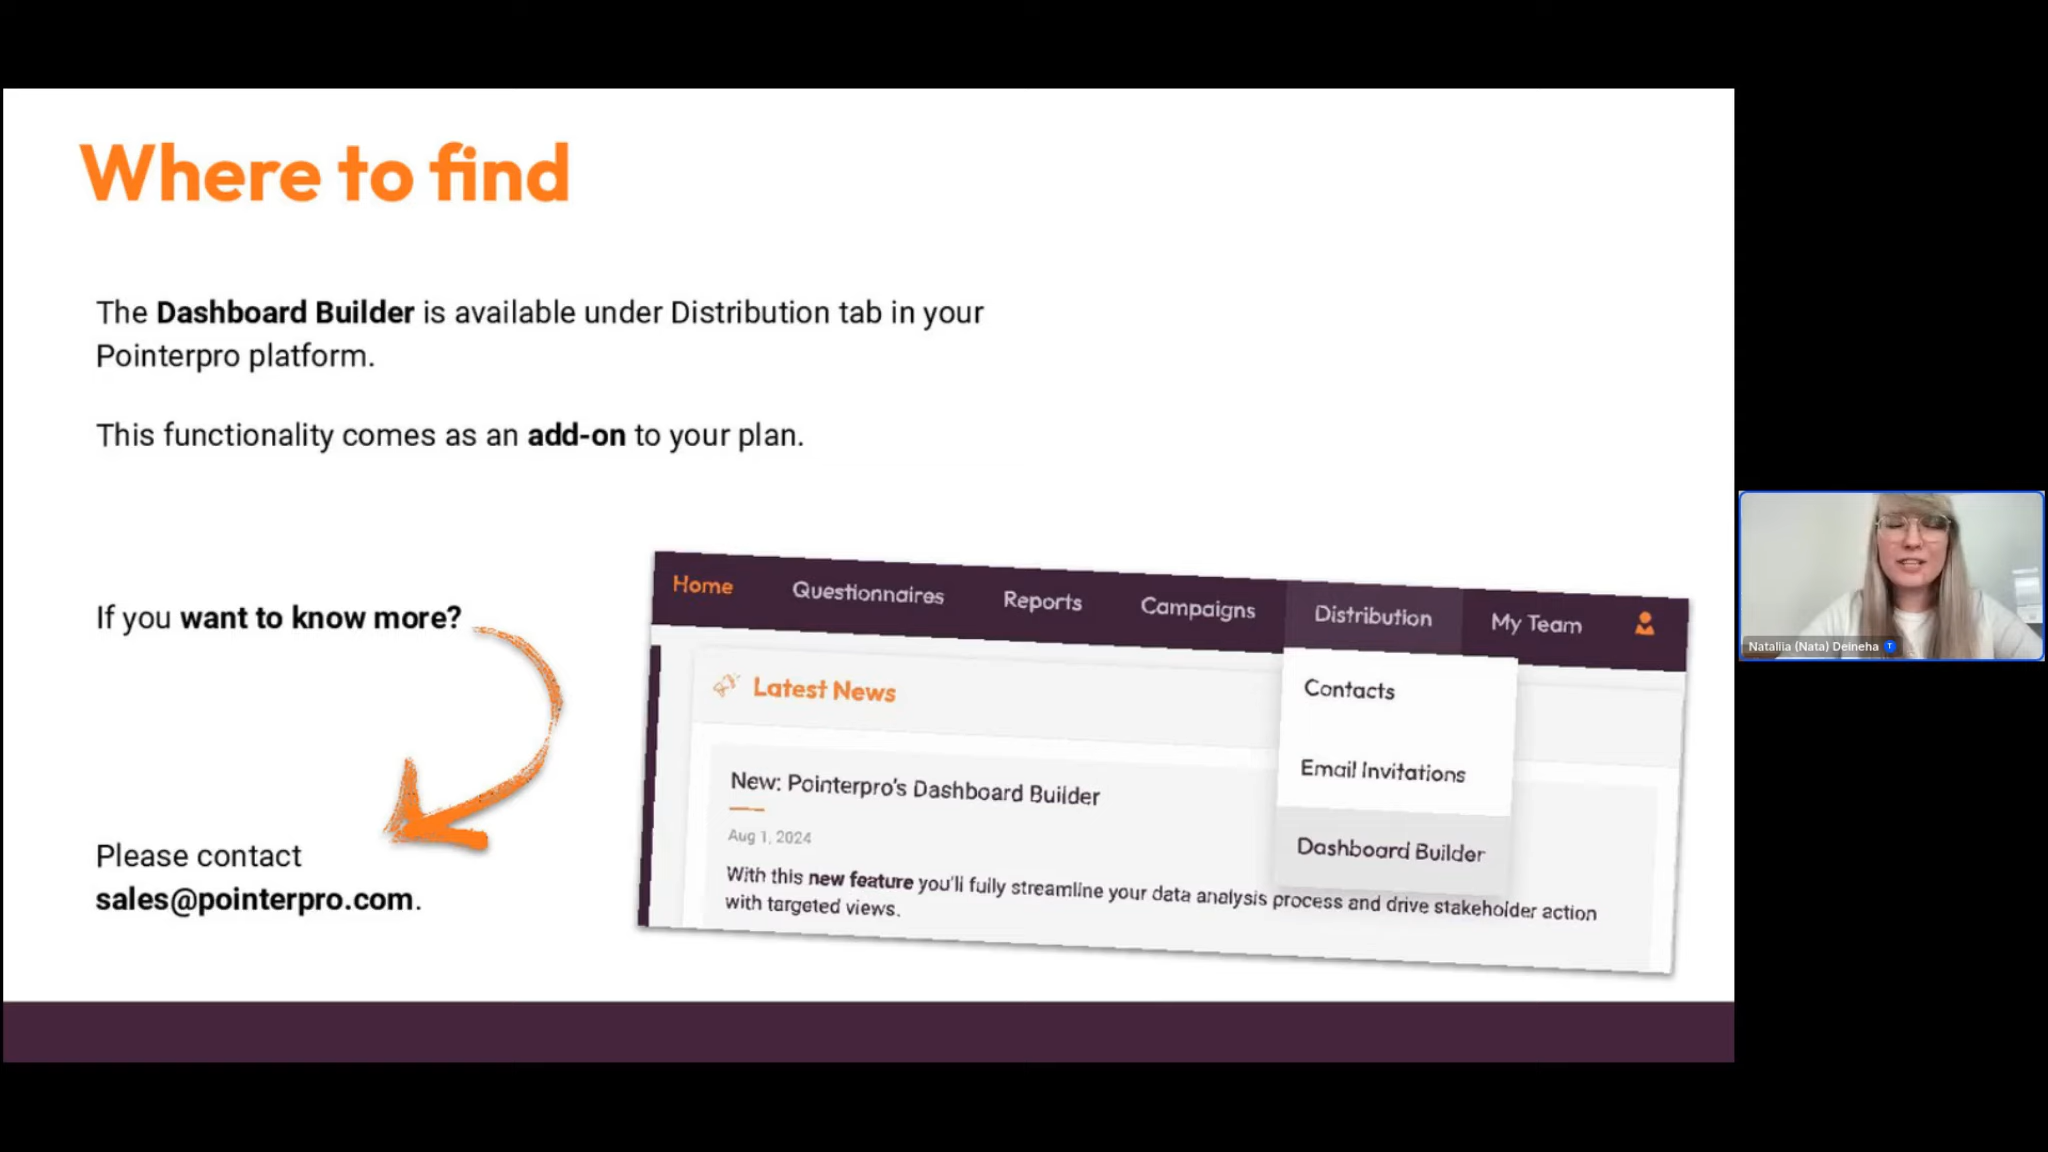 Where to find
The Dashboard Builder is available under Distribution tab in your
Pointerpro platform.
This functionality comes as an add-on to your plan.
If you want to know more?
Please contact
sales@pointerpro.com.
Home Questionnaires Reports Campaigns Distribution My Team
Latest News
New: Pointerpro's Dashboard Builder
Aug 1, 2024
With this new feature you'll fully streamline your data analysis process and drive stakeholder action
with targeted views.
Contacts
Email Invitations
Dashboard Builder
Nataliia (Nata) Deineha